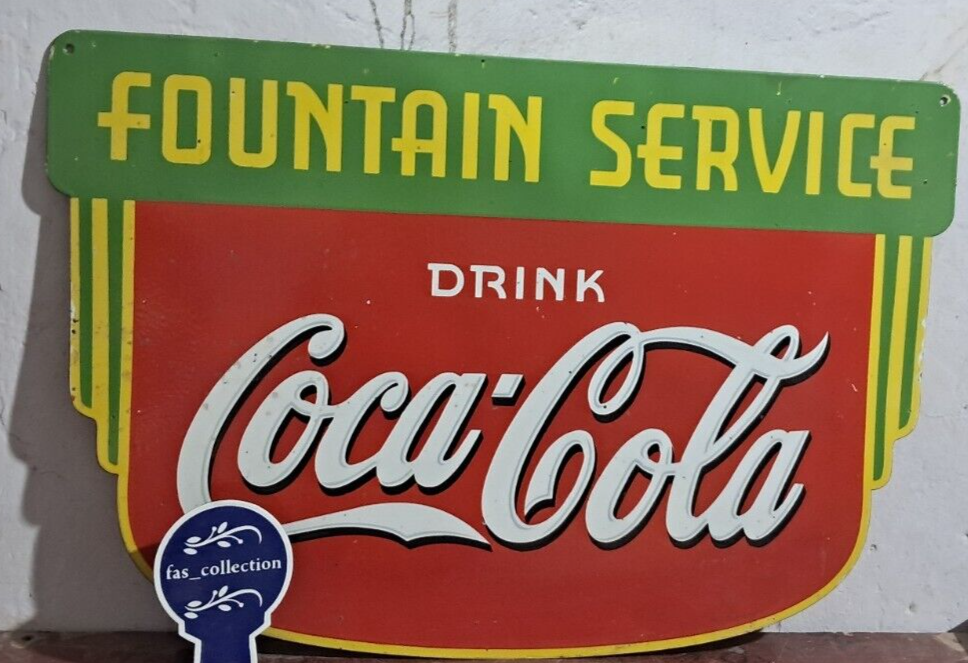 FOUNTAIN SERVICE
DRINK
Coca-Cola
fas_collection